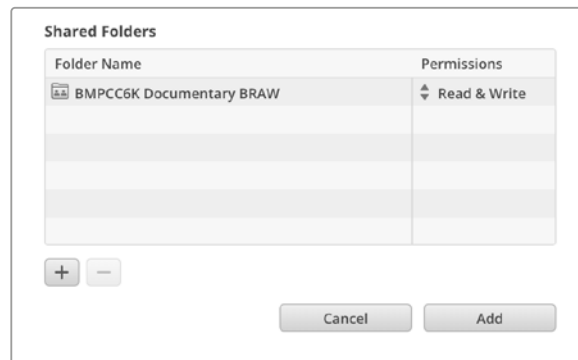 Shared Folders
Folder Name Permissions
BMPCC6K Documentary BRAW Read & Write
+ −
Cancel Add